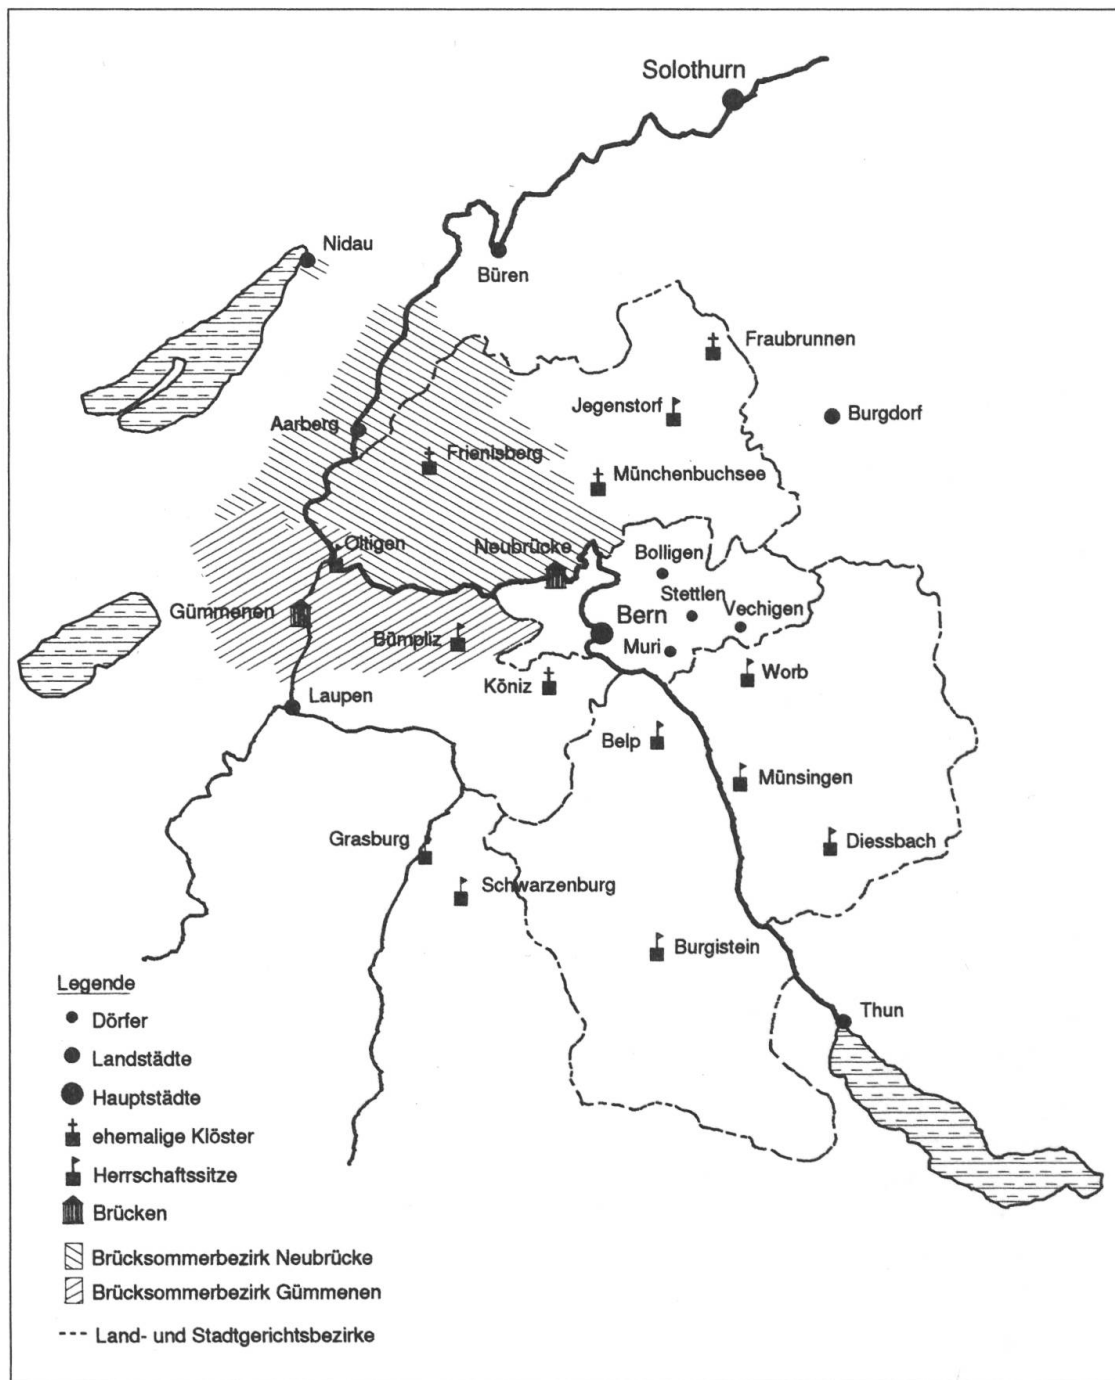 Solothurn
Nidau
Büren
Fraubrunnen
Jegenstorf
Burgdorf
Aarberg
Frienisberg
Münchenbuchsee
Oltigen
Neubrücke
Bolligen
Stettlen
Vechigen
Gümmenen
Bern
Bümpliz
Muri
Worb
Köniz
Laupen
Belp
Münsingen
Grasburg
Diessbach
Schwarzenburg
Burgistein
Thun
Legende
Dörfer
Landstädte
Hauptstädte
ehemalige Klöster
Herrschaftssitze
Brücken
Brücksommerbezirk Neubrücke
Brücksommerbezirk Gümmenen
Land- und Stadtgerichtsbezirke